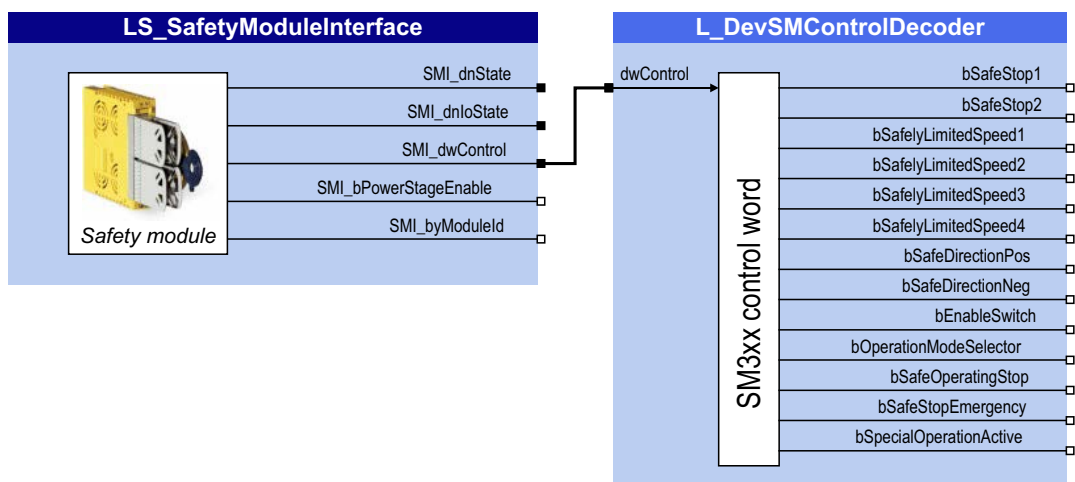 LS_SafetyModuleInterface
SMI_dnState
SMI_dnIoState
SMI_dwControl
SMI_bPowerStageEnable
SMI_byModuleId
Safety module
L_DevSMControlDecoder
dwControl
SM3xx control word
bSafeStop1
bSafeStop2
bSafelyLimitedSpeed1
bSafelyLimitedSpeed2
bSafelyLimitedSpeed3
bSafelyLimitedSpeed4
bSafeDirectionPos
bSafeDirectionNeg
bEnableSwitch
bOperationModeSelector
bSafeOperatingStop
bSafeStopEmergency
bSpecialOperationActive